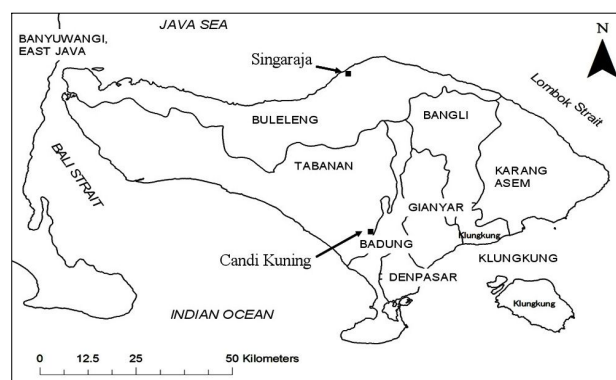 JAVA SEA
BANYUWANGI,
EAST JAVA
N
Singaraja
Lombok Strait
BULELENG
BANGLI
BALI STRAIT
TABANAN
KARANG
ASEM
GIANYAR
Klungkung
Candi Kuning
BADUNG
KLUNGKUNG
DENPASAR
Klungkung
INDIAN OCEAN
0 12.5 25 50 Kilometers